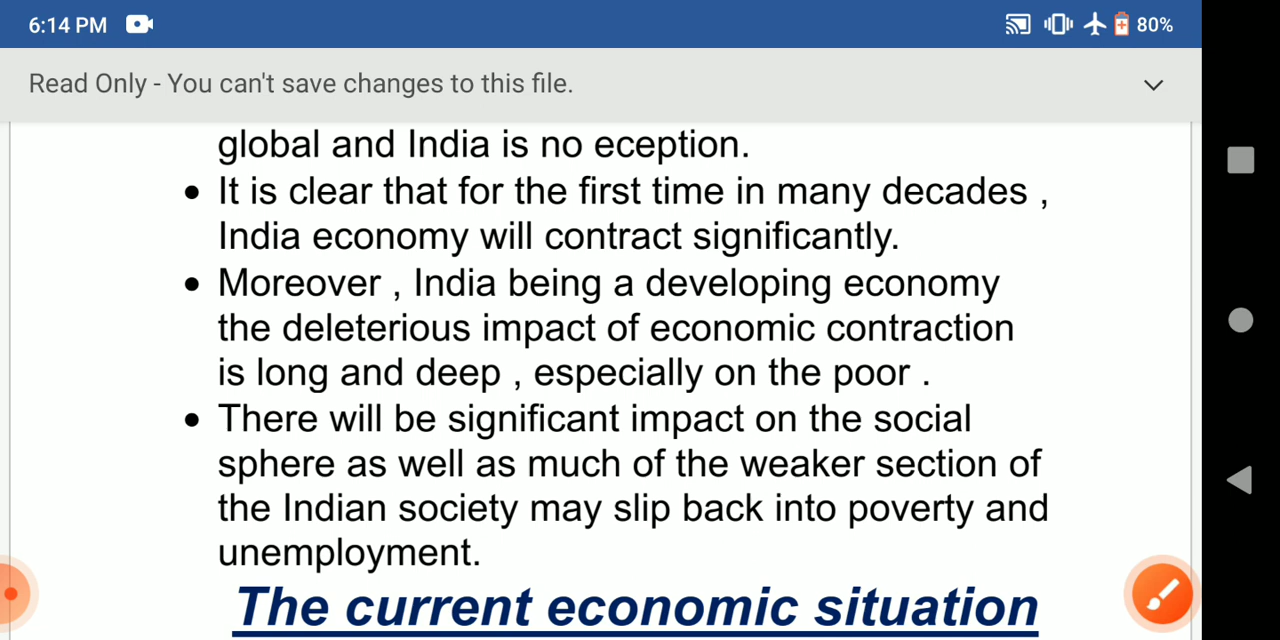 6:14 PM
80%
Read Only - You can't save changes to this file.
global and India is no eception.
• It is clear that for the first time in many decades ,
India economy will contract significantly.
• Moreover , India being a developing economy
the deleterious impact of economic contraction
is long and deep , especially on the poor .
• There will be significant impact on the social
sphere as well as much of the weaker section of
the Indian society may slip back into poverty and
unemployment.
The current economic situation